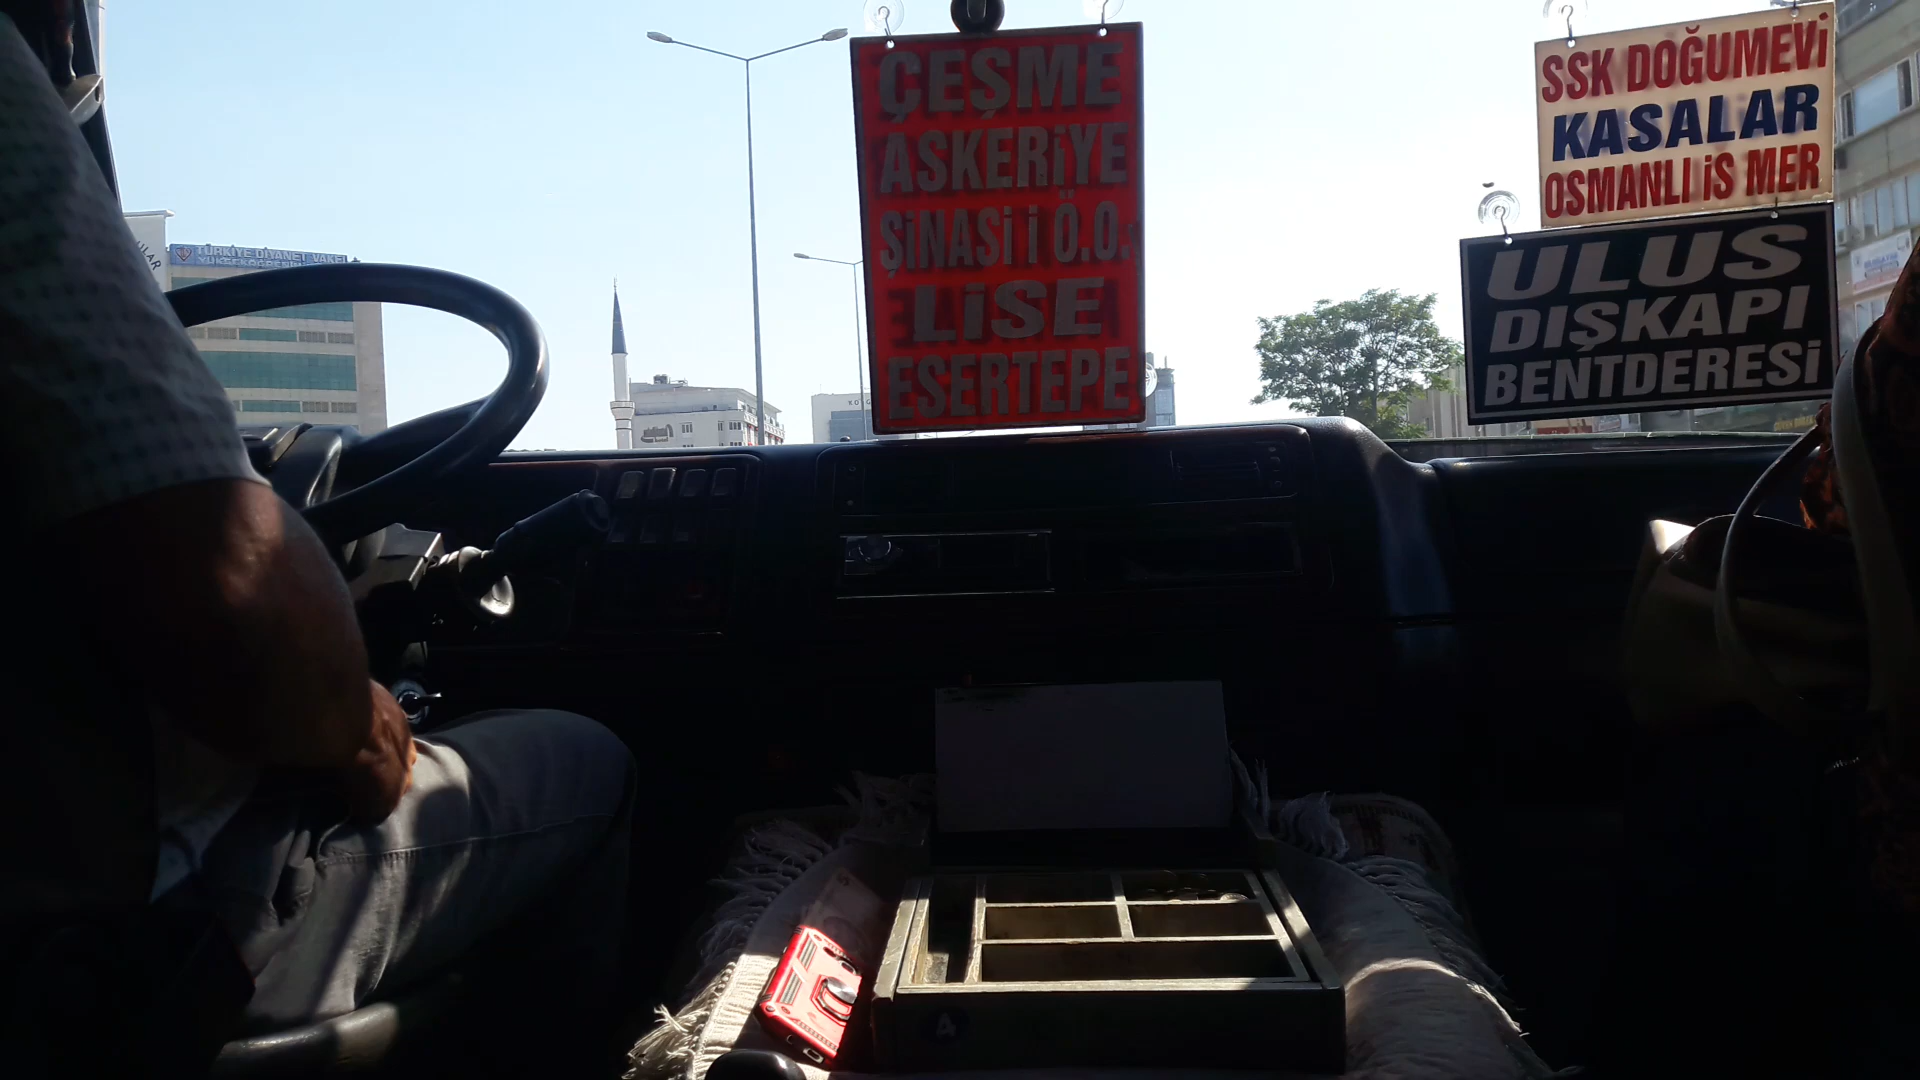 TÜRKİYE DİYANET VAKFI
ÇEŞME
ASKERİYE
ŞİNASİ İ Ö.O.
LİSE
ESERTEPE
SSK DOĞUMEVİ
KASALAR
OSMANLI İŞ MER
ULUS
DIŞKAPI
BENTDERESİ